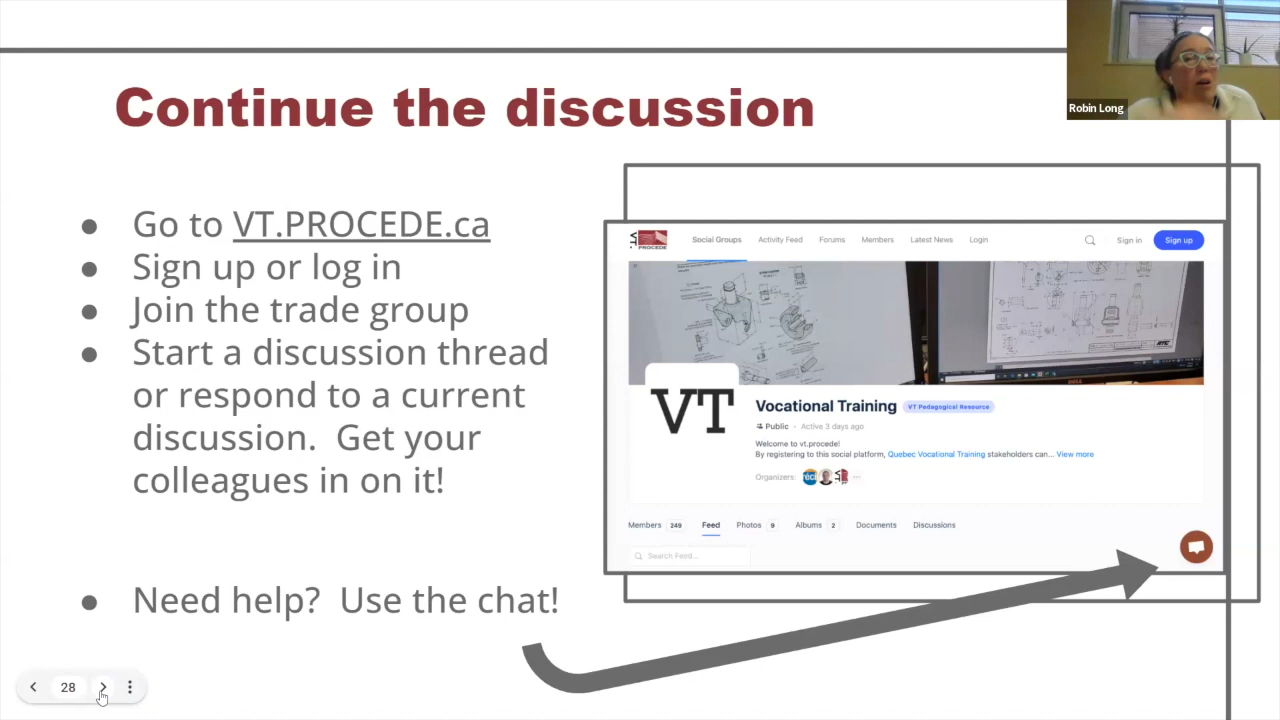 Continue the discussion
Robin Long
Go to VT.PROCEDE.ca
Sign up or log in
Join the trade group
Start a discussion thread
or respond to a current
discussion.  Get your
colleagues in on it!
Need help?  Use the chat!
PROCEDE
Social Groups
Activity Feed
Forums
Members
Latest News
Login
Sign in
Sign up
VT
Vocational Training
VT Pedagogical Resource
Public · Active 3 days ago
Welcome to vt.procede!
By registering to this social platform, Quebec Vocational Training stakeholders can... View more
Organizers:
Members 249
Feed
Photos 9
Albums 2
Documents
Discussions
Search Feed...
28